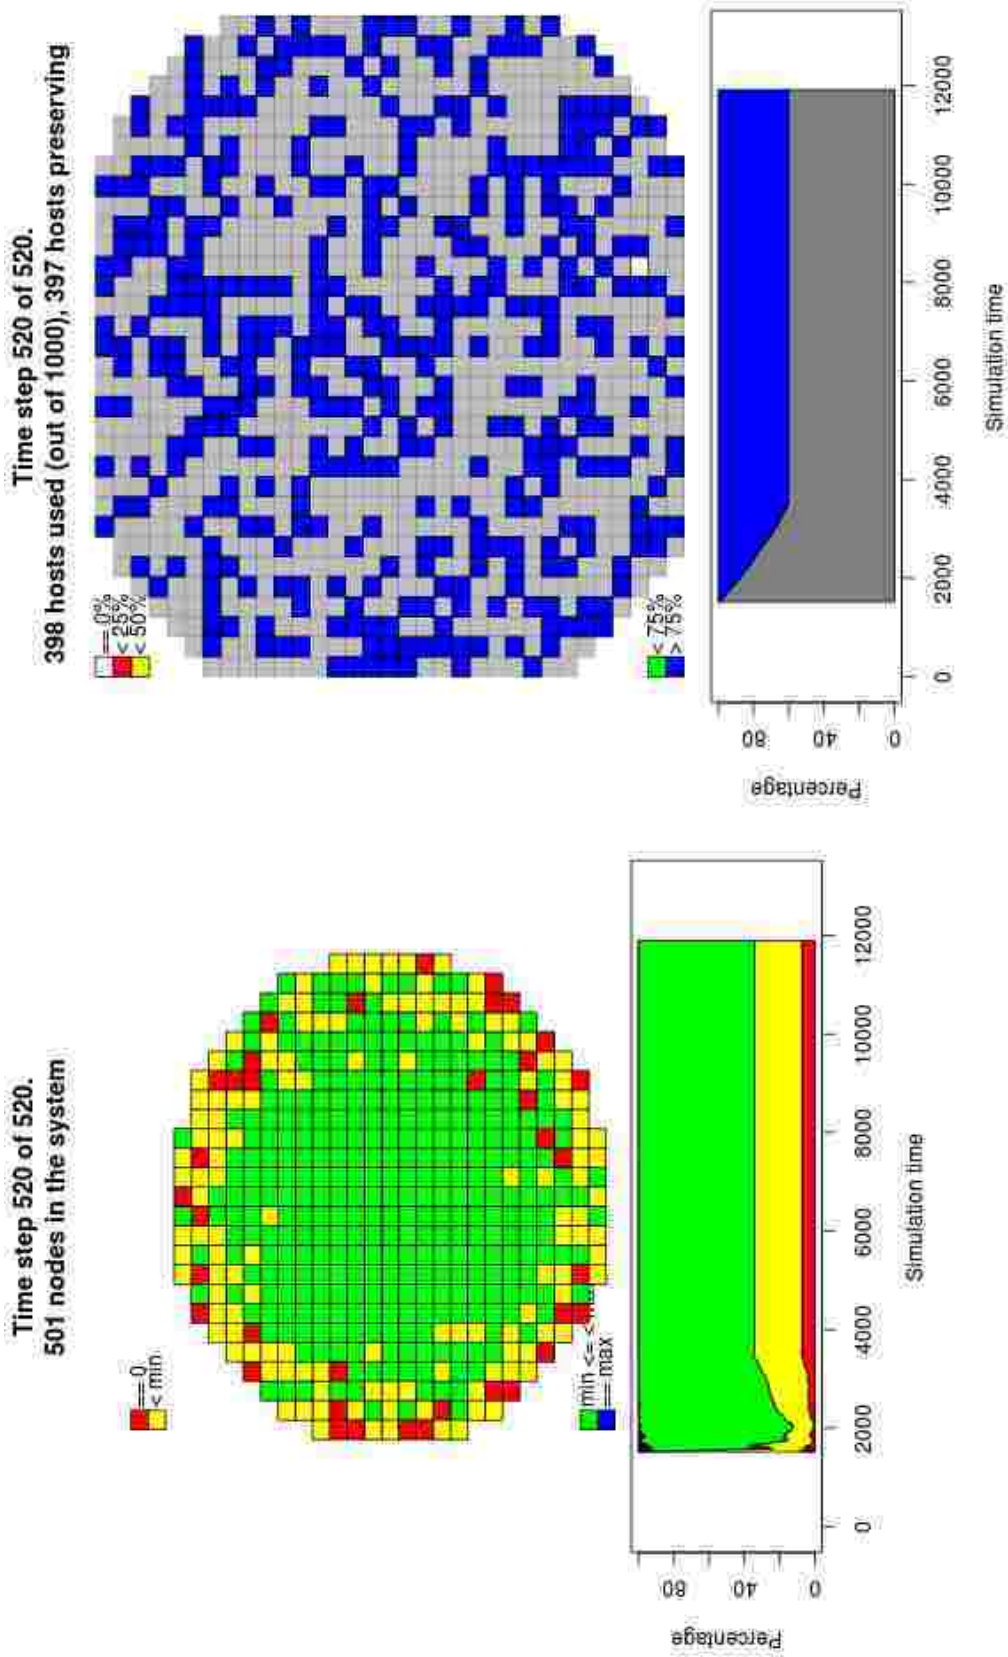 Time step 520 of 520.
501 nodes in the system
== 0
< min
min <= <
== max
Percentage
0
40
80
0
2000
4000
6000
8000
10000
12000
Simulation time
Time step 520 of 520.
398 hosts used (out of 1000), 397 hosts preserving
== 0%
< 25%
< 50%
< 75%
> 75%
Percentage
0
40
80
0
2000
4000
6000
8000
10000
12000
Simulation time